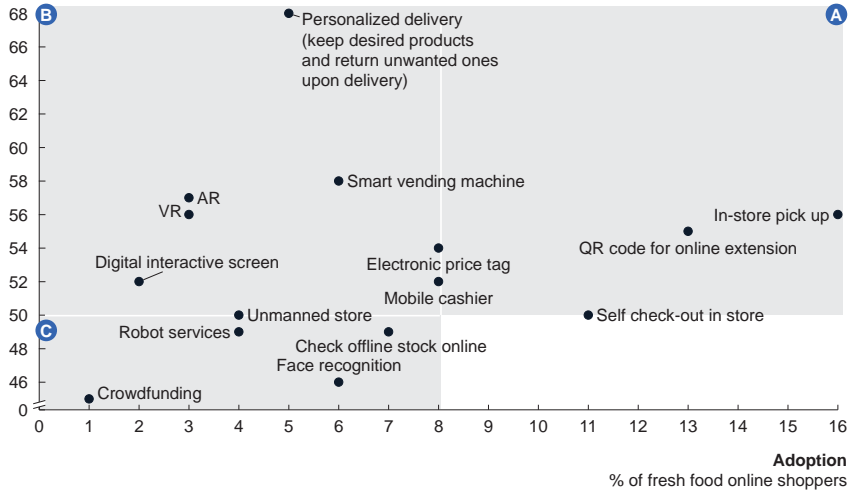 68
B
A
Personalized delivery
(keep desired products
and return unwanted ones
upon delivery)
66
64
62
60
58
Smart vending machine
AR
VR
56
In-store pick up
QR code for online extension
54
Digital interactive screen
Electronic price tag
52
Mobile cashier
50
Unmanned store
Self check-out in store
C
Robot services
48
Check offline stock online
Face recognition
46
Crowdfunding
0
0 1 2 3 4 5 6 7 8 9 10 11 12 13 14 15 16
Adoption
% of fresh food online shoppers